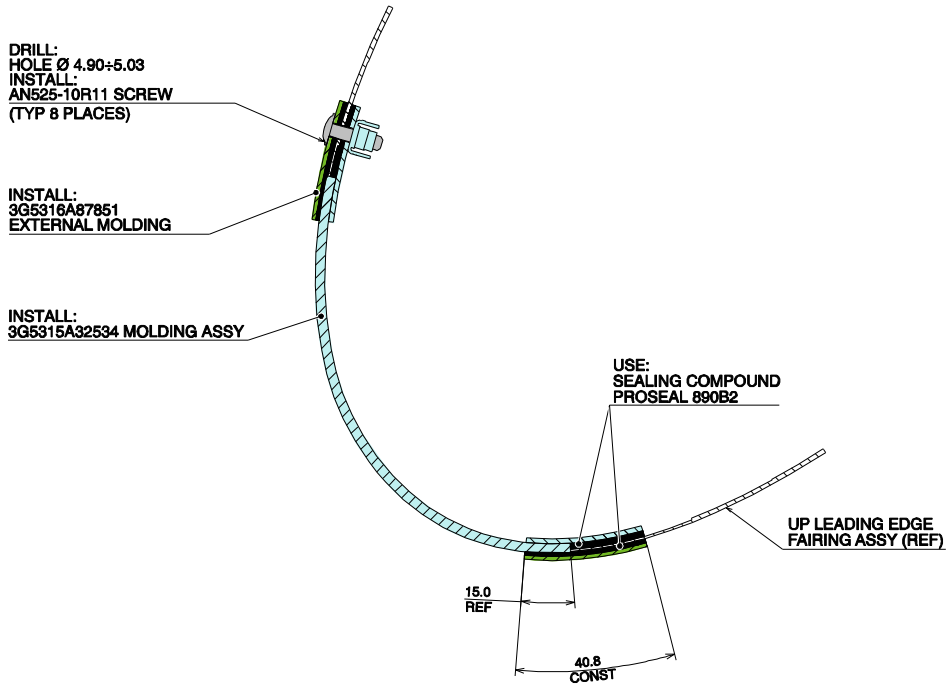 DRILL:
HOLE Ø 4.90÷5.03
INSTALL:
AN525-10R11 SCREW
(TYP 8 PLACES)
INSTALL:
3G5316A87851
EXTERNAL MOLDING
INSTALL:
3G5315A32534 MOLDING ASSY
USE:
SEALING COMPOUND
PROSEAL 890B2
UP LEADING EDGE
FAIRING ASSY (REF)
15.0
REF
40.8
CONST